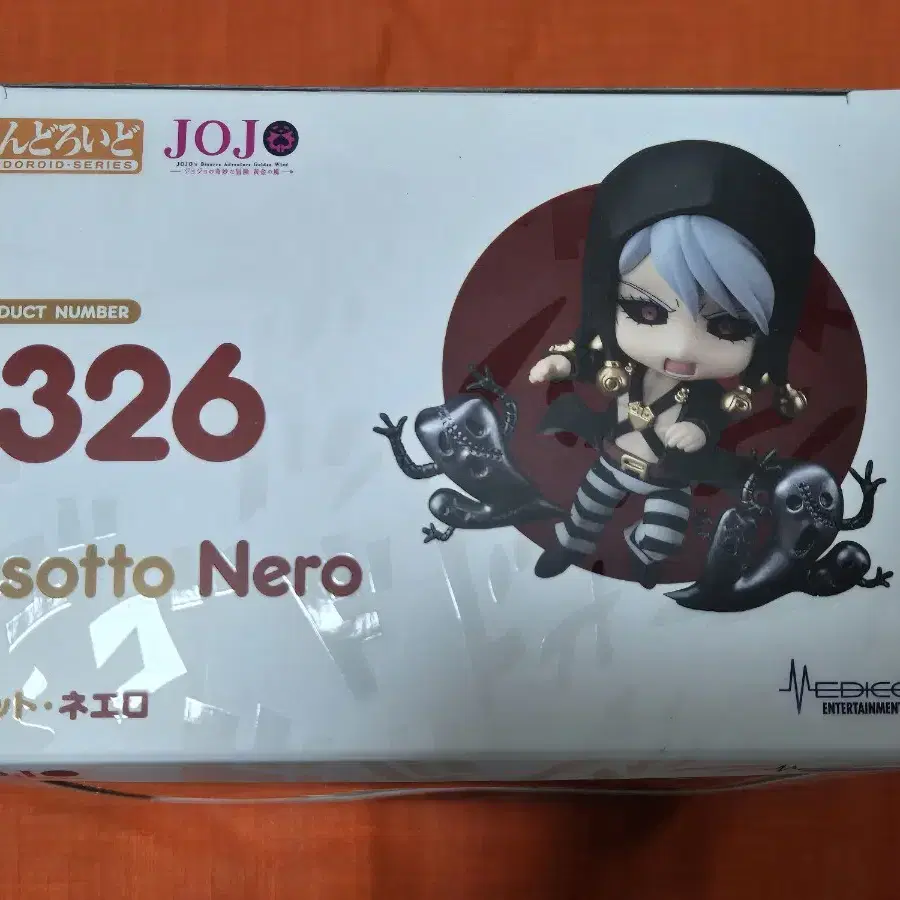 んどろいど
DOROID·SERIES
JOJO
JOJO's Bizarre Adventure Golden Wind
ジョジョの奇妙な冒険 黄金の風
DUCT NUMBER
326
sotto Nero
ット・ネエロ
MEDICO
ENTERTAINMENT